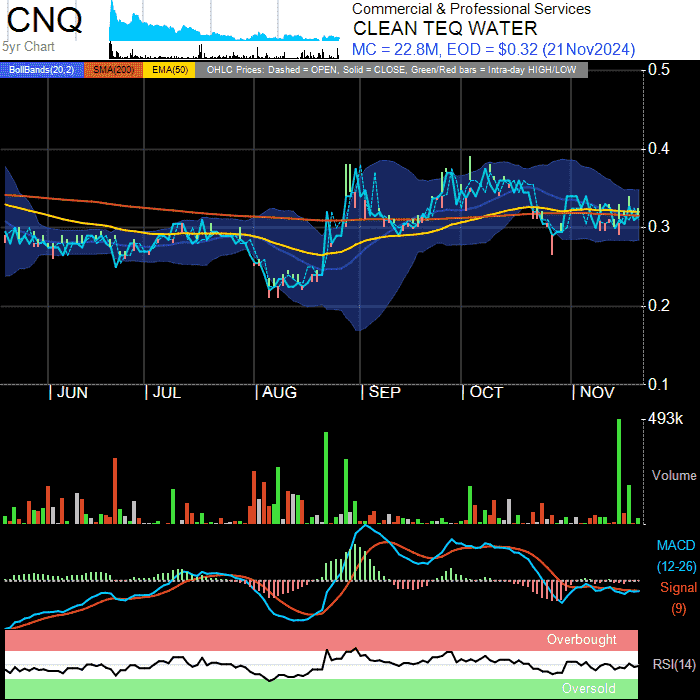 CNQ
5yr Chart
Commercial & Professional Services
CLEAN TEQ WATER
MC = 22.8M, EOD = $0.32 (21Nov2024)
BollBands(20,2) SMA(200) EMA(50) OHLC Prices: Dashed = OPEN, Solid = CLOSE, Green/Red bars = Intra-day HIGH/LOW
0.5
0.4
0.3
0.2
0.1
JUN JUL AUG SEP OCT NOV
493k
Volume
MACD
(12-26)
Signal
(9)
Overbought
RSI(14)
Oversold